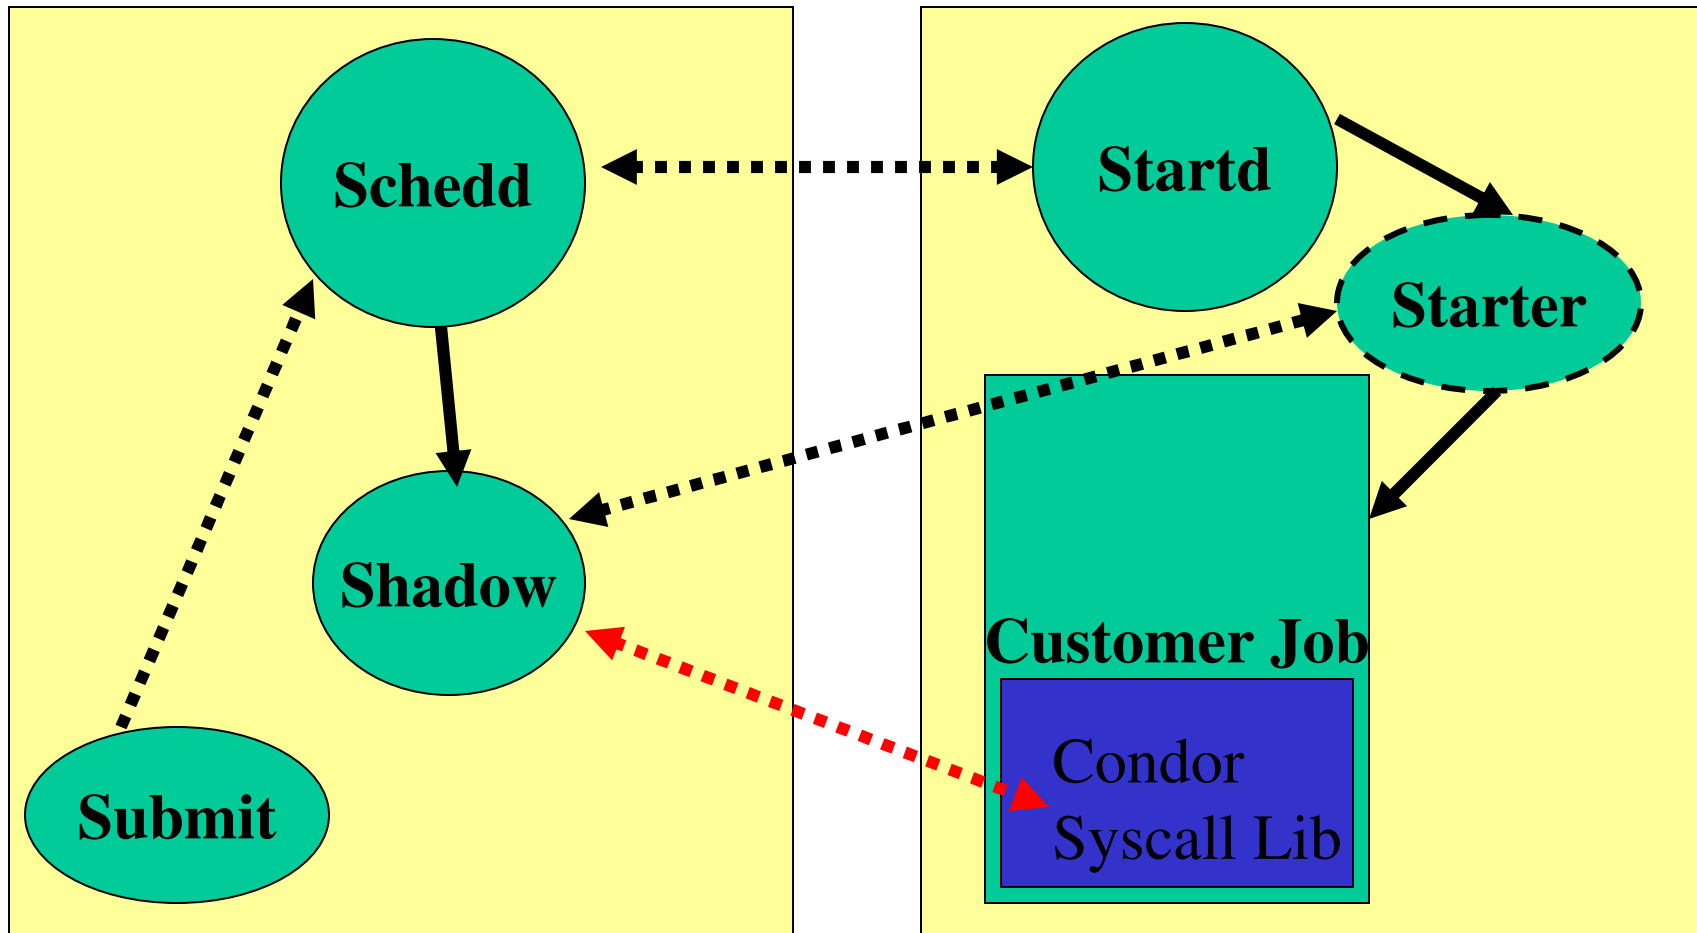 Schedd
Startd
Starter
Shadow
Customer Job
Submit
Condor
Syscall Lib